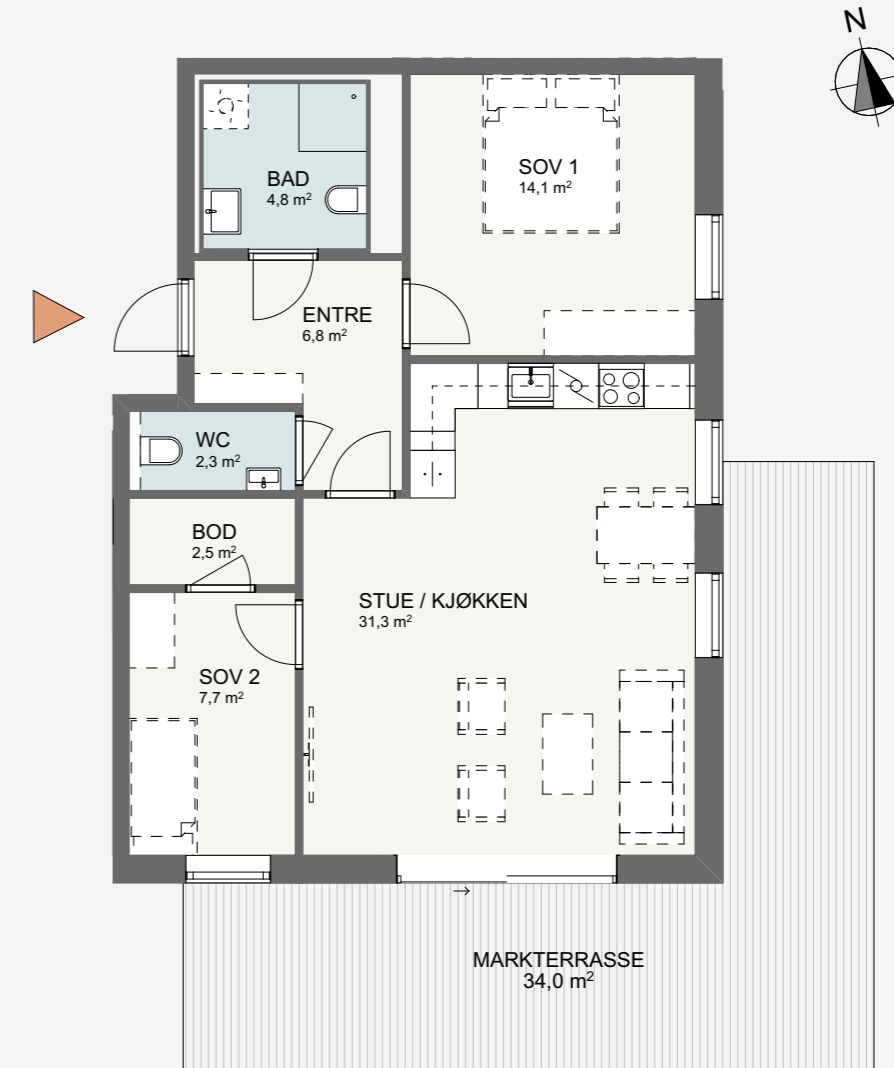 N
BAD
4,8 m²
SOV 1
14,1 m²
ENTRE
6,8 m²
WC
2,3 m²
BOD
2,5 m²
STUE / KJØKKEN
31,3 m²
SOV 2
7,7 m²
MARKTERRASSE
34,0 m²